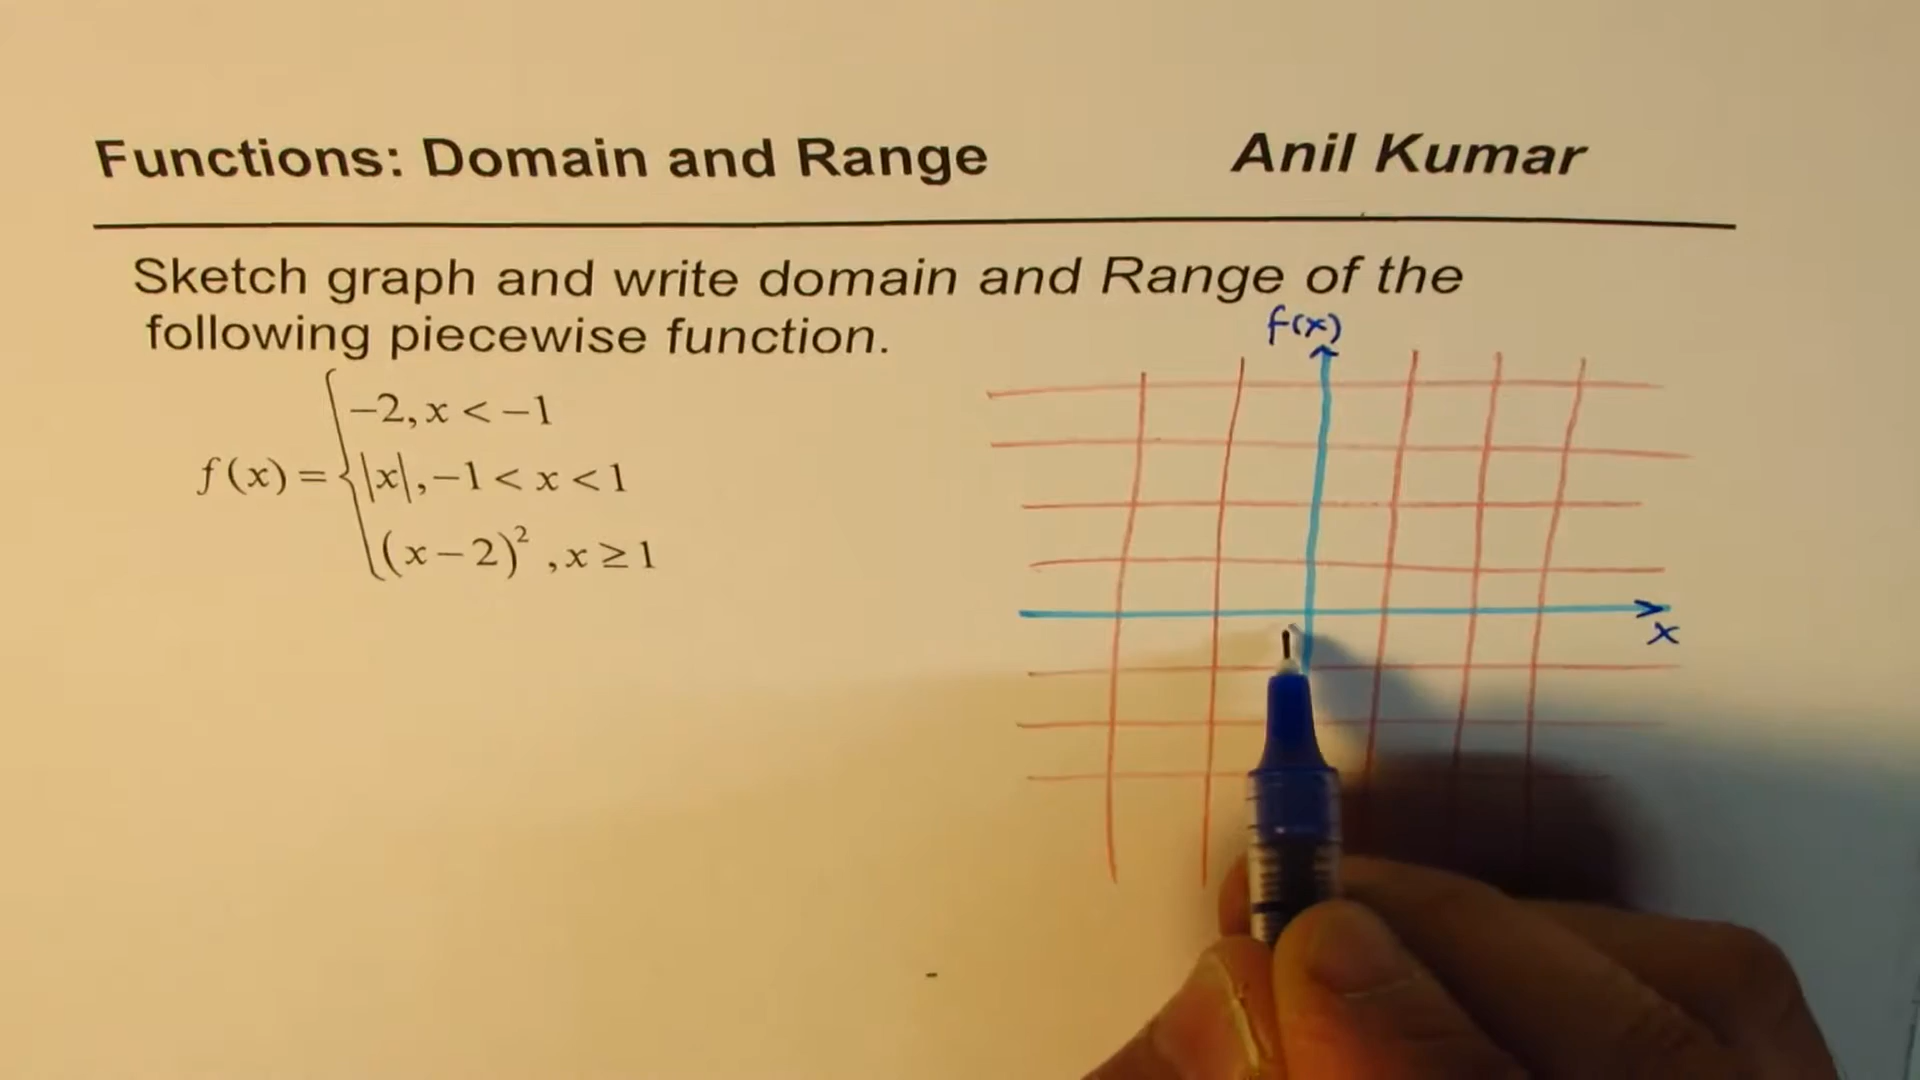 Functions: Domain and Range Anil Kumar
Sketch graph and write domain and Range of the
following piecewise function.
f(x)
−2, x < −1
f(x) = { |x|, −1 < x < 1
(x−2)², x ≥ 1
x